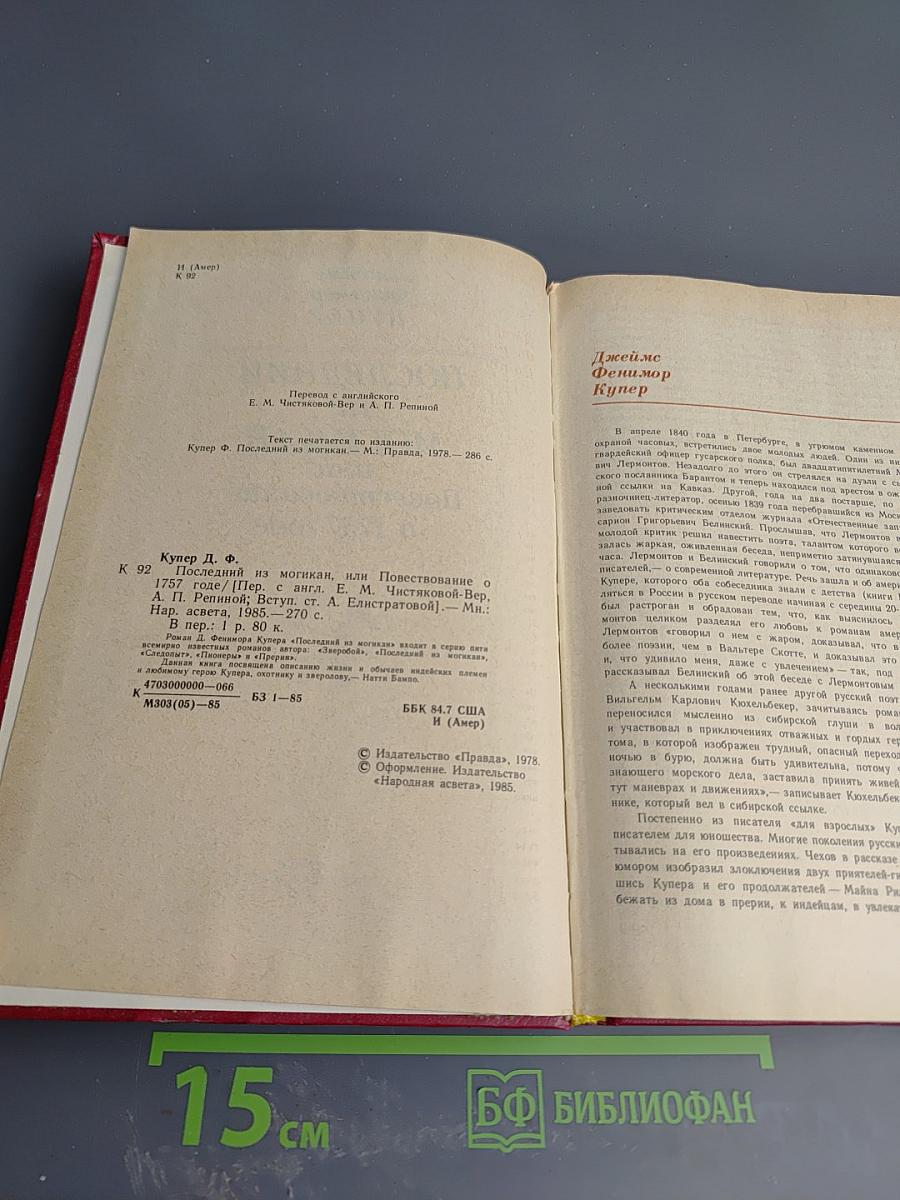 И (Амер)
К 92
Перевод с английского
Е. М. Чистяковой-Вер и А. П. Репиной
Текст печатается по изданию:
Купер Ф. Последний из могикан.— М.: Правда, 1978.— 286 с.
Купер Д. Ф.
К 92 Последний из могикан, или Повествование о
1757 годе/[Пер. с англ. Е. М. Чистяковой-Вер,
А. П. Репиной; Вступ. ст. А. Елистратовой].— Мн.:
Нар. асвета, 1985.—270 с.
В пер.: 1 р. 80 к.
Роман Д. Фенимора Купера «Последний из могикан» входит в серию пяти
всемирно известных романов автора: «Зверобой», «Последний из могикан»,
«Следопыт», «Пионеры» и «Прерия».
Данная книга посвящена описанию жизни и обычаев индейских племен
и любимому герою Купера, охотнику и зверолову,— Натти Бампо.
К 4703000000—066
М303(05)—85
БЗ 1—85
ББК 84.7 США
И (Амер)
© Издательство «Правда», 1978.
© Оформление. Издательство
«Народная асвета», 1985.
Джеймс
Фенимор
Купер
В апреле 1840 года в Петербурге, в угрюмом каменном
охраной часовых, встретились двое молодых людей. Один из
гвардейский офицер гусарского полка, был двадцатипятилетний
вич Лермонтов. Незадолго до этого он стрелялся на дуэли с
ского посланника Барантом и теперь находился под арестом в
ной ссылки на Кавказ. Другой, года на два постарше, по
разночинец-литератор, осенью 1839 года перебравшийся из
заведовать критическим отделом журнала «Отечественные
сарион Григорьевич Белинский. Прослышав, что Лермонтов
молодой критик решил навестить поэта, талантом которого
залась жаркая, оживленная беседа, неприметно затянувшаяся
часа. Лермонтов и Белинский говорили о том, что одинаково
писателей,— о современной литературе. Речь зашла и об
Купере, которого оба собеседника знали с детства (книги
ляться в России в русском переводе начиная с середины 20-
был растроган и обрадован тем, что, как выяснилось
монтов целиком разделял его любовь к романам
Лермонтов «говорил о нем с жаром, доказывал, что в
более поэзии, чем в Вальтере Скотте, и доказывал это
и, что удивило меня, даже с увлечением» — так, под
рассказывал Белинский об этой беседе с Лермонтовым
А несколькими годами ранее другой русский поэт
Вильгельм Карлович Кюхельбекер, зачитываясь
переносился мысленно из сибирской глуши в
и участвовал в приключениях отважных и гордых
тома, в которой изображен трудный, опасный переход
ночью в бурю, должна быть удивительна, потому
знающего морского дела, заставила принять
тут маневрах и движениях»,— записывает
нике, который вел в сибирской ссылке.
Постепенно из писателя «для взрослых»
писателем для юношества. Многие поколения
тывались на его произведениях. Чехов в рассказе
юмором изобразил злоключения двух
шись Купера и его продолжателей — Майна
бежать из дома в прерии, к индейцам, в
15 см
БФ БИБЛИОФАН